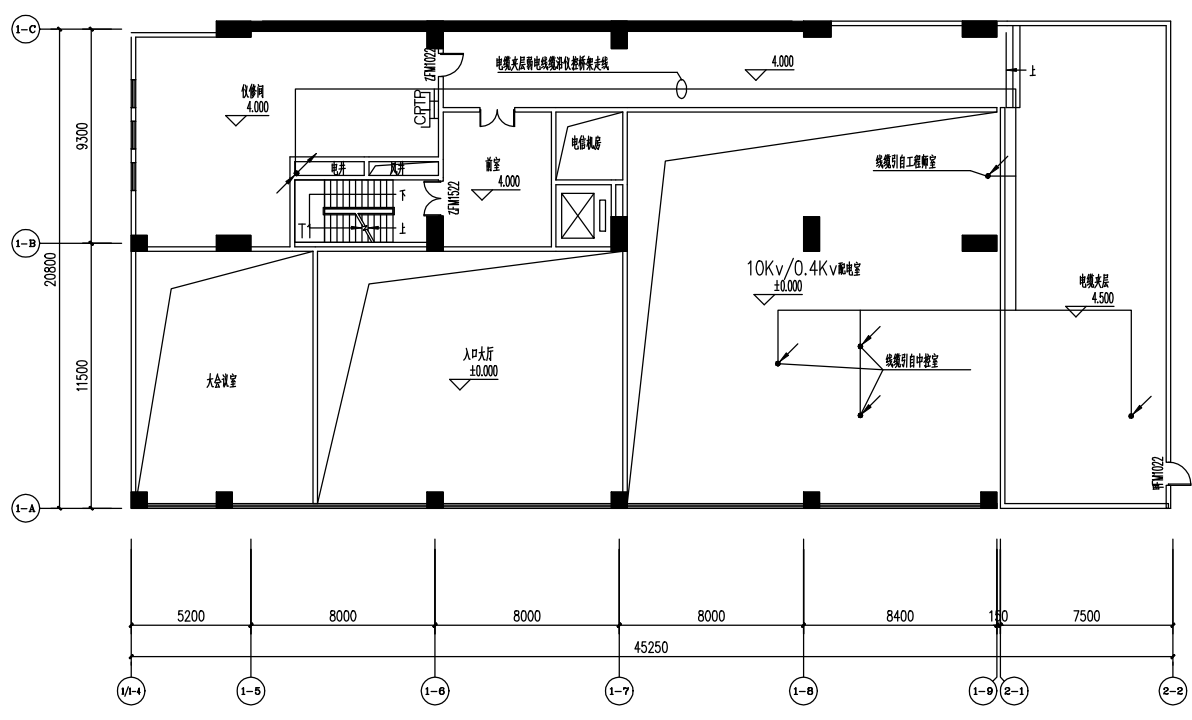 1-C
ZFM1022
电缆夹层弱电线缆沿仪控桥架走线
4.000
上
仪修间
4.000
CPTP
9300
电信机房
前室
4.000
电井
风井
ZFM1522
下
上
下
线缆引自工程师室
1-B
20800
10Kv/0.4Kv配电室
±0.000
电缆夹层
4.500
入口大厅
±0.000
线缆引自中控室
大会议室
11500
甲FM1022
1-A
5200
8000
8000
8000
8400
150
7500
45250
1/1-4
1-5
1-6
1-7
1-8
1-9
2-1
2-2